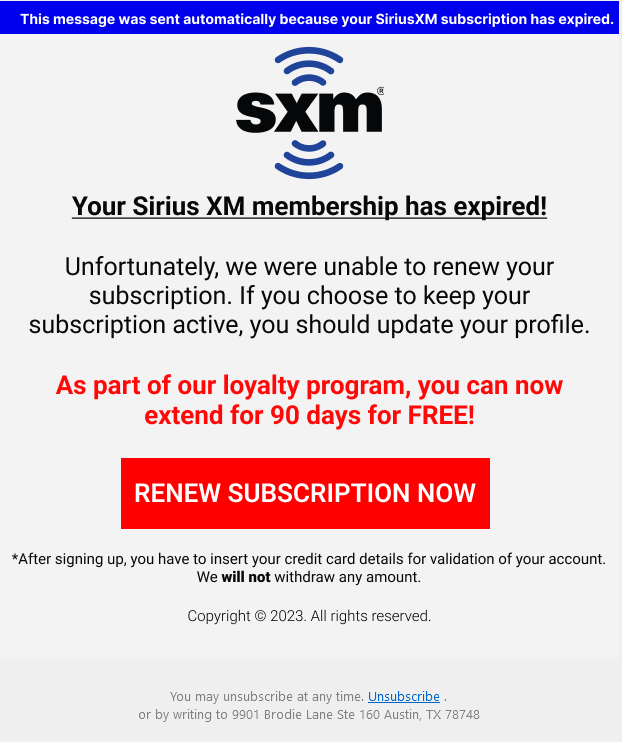 This message was sent automatically because your SiriusXM subscription has expired.
sxm®
Your Sirius XM membership has expired!
Unfortunately, we were unable to renew your
subscription. If you choose to keep your
subscription active, you should update your profile.
As part of our loyalty program, you can now
extend for 90 days for FREE!
RENEW SUBSCRIPTION NOW
*After signing up, you have to insert your credit card details for validation of your account.
We will not withdraw any amount.
Copyright © 2023. All rights reserved.
You may unsubscribe at any time. Unsubscribe .
or by writing to 9901 Brodie Lane Ste 160 Austin, TX 78748